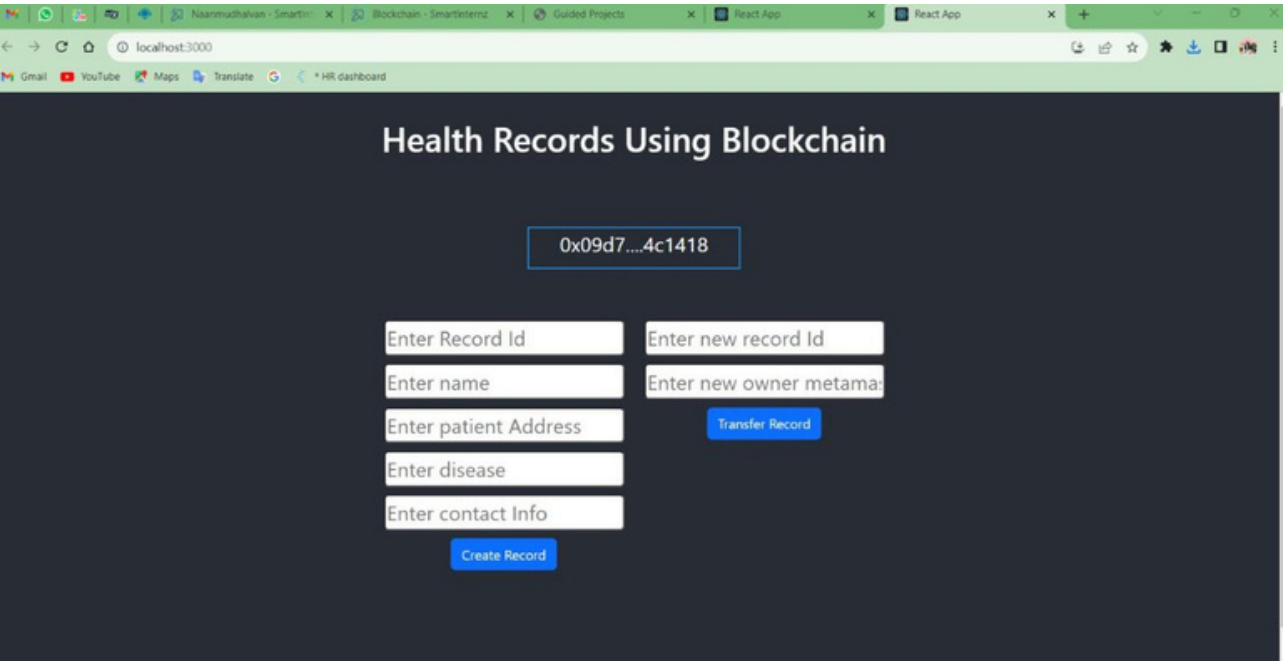 Naanmudhalvan - Smartin
Blockchain - Smartinternz
Guided Projects
React App
React App
localhost:3000
Gmail
YouTube
Maps
Translate
* HR dashboard
Health Records Using Blockchain
0x09d7....4c1418
Enter Record Id
Enter new record Id
Enter name
Enter new owner metamas
Enter patient Address
Transfer Record
Enter disease
Enter contact Info
Create Record